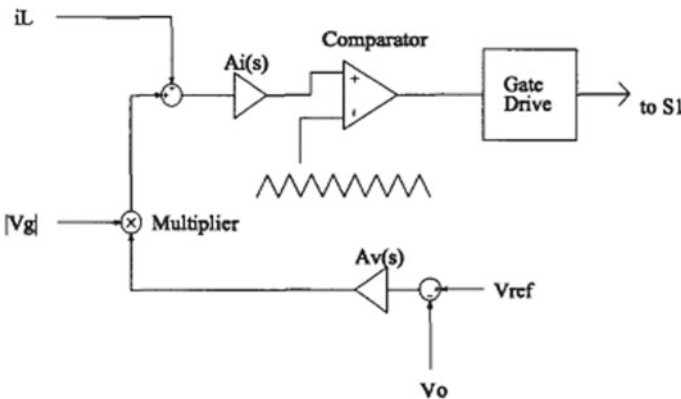 iL
Comparator
Ai(s)
+
Gate
Drive
to S1
|Vg|
×
Multiplier
Av(s)
-
Vref
Vo